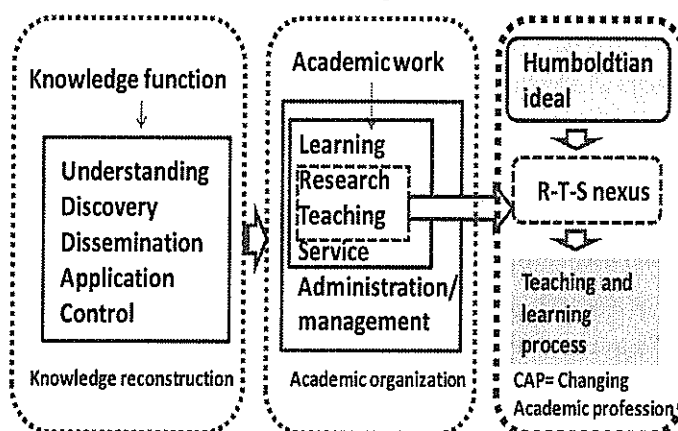 Knowledge function
Understanding
Discovery
Dissemination
Application
Control
Knowledge reconstruction
Academic work
Learning
Research
Teaching
Service
Administration/
management
Academic organization
Humboldtian
ideal
R-T-S nexus
Teaching and
learning
process
CAP= Changing
Academic profession